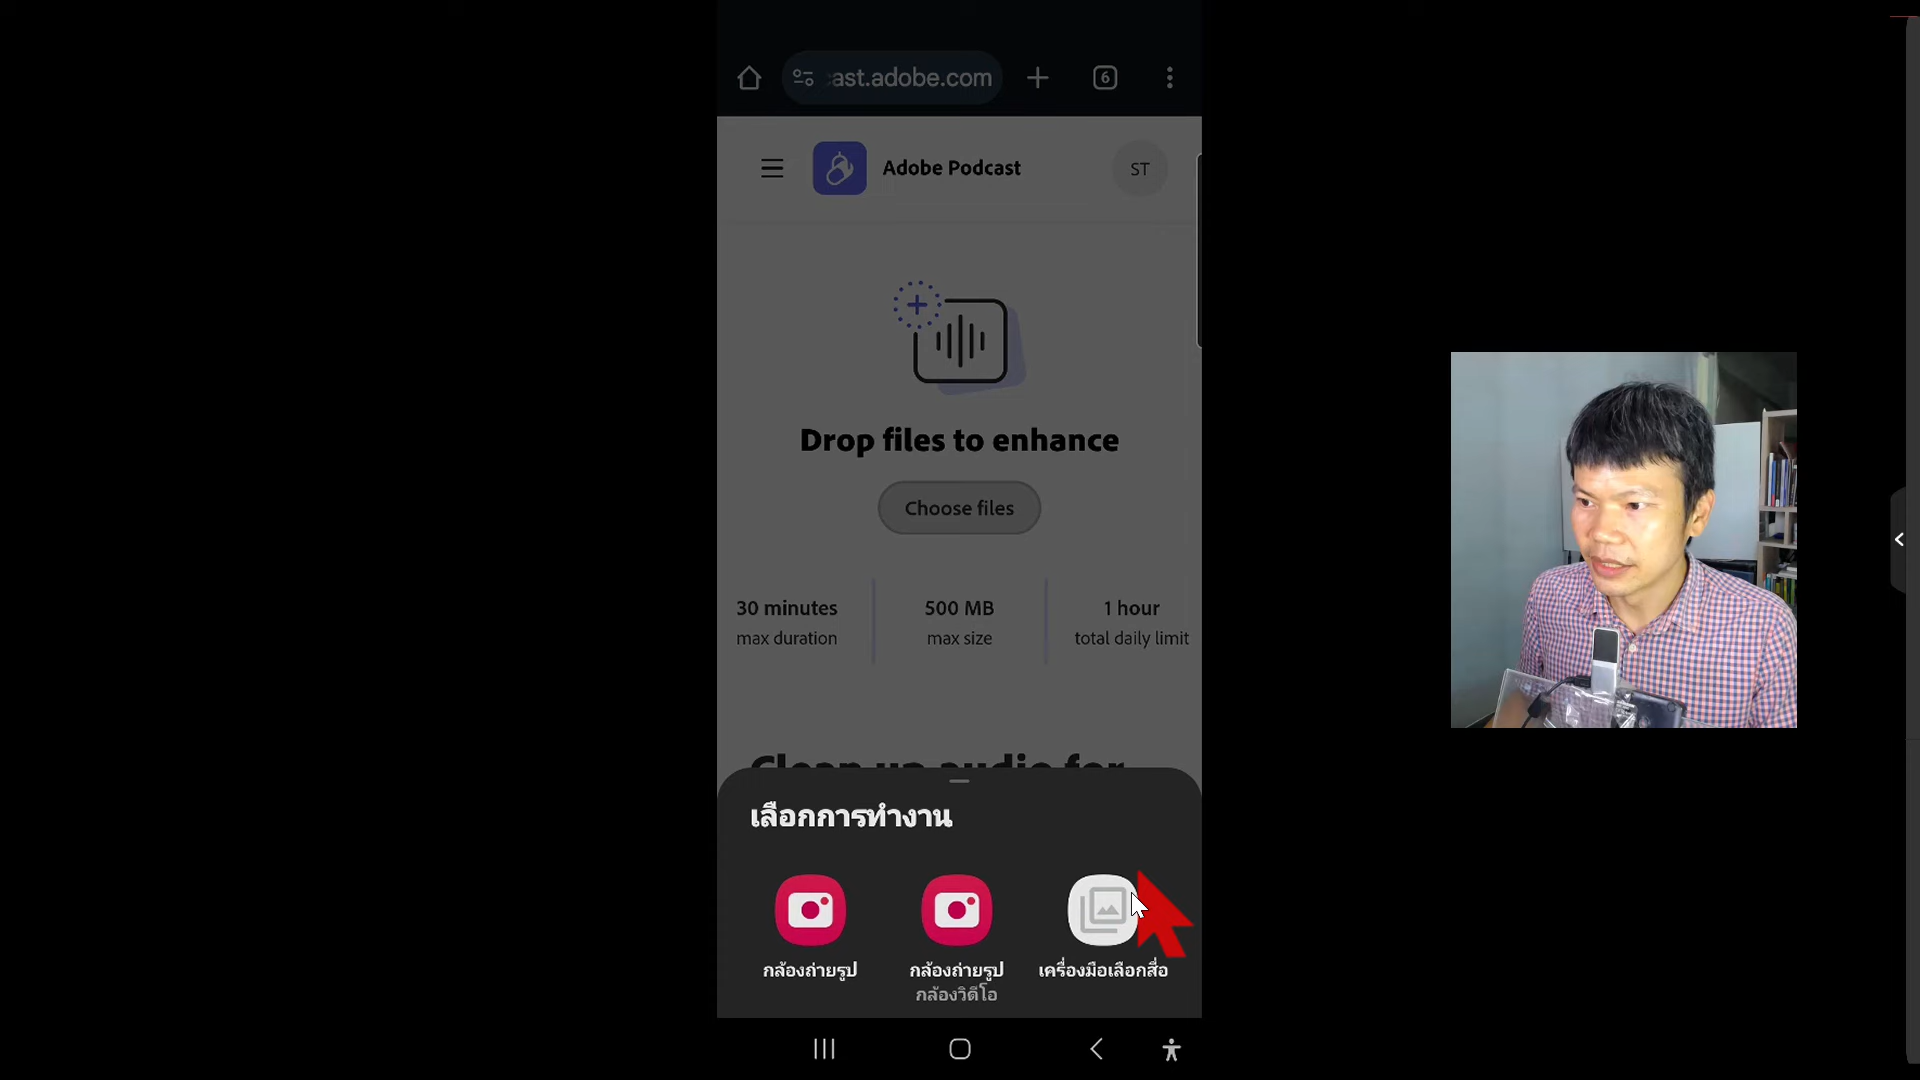 ast.adobe.com
6
Adobe Podcast
ST
Drop files to enhance
Choose files
30 minutes
max duration
500 MB
max size
1 hour
total daily limit
Clean up audio for
เลือกการทำงาน
กล้องถ่ายรูป
กล้องถ่ายรูป
กล้องวิดีโอ
เครื่องมือเลือกสื่อ